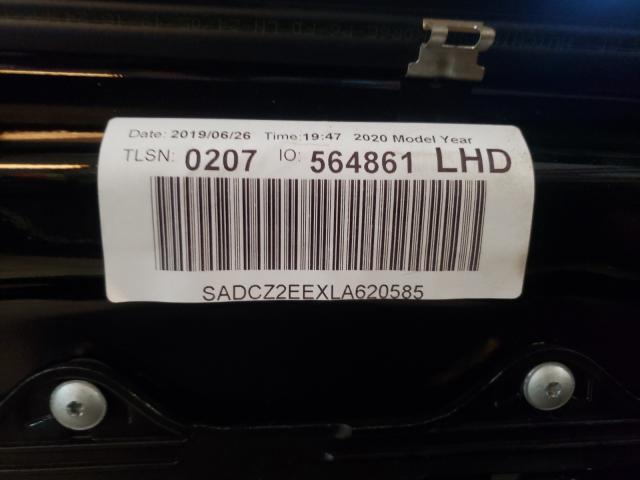 Date: 2019/06/26 Time:19:47 2020 Model Year
TLSN: 0207 IO: 564861 LHD
SADCZ2EEXLA620585